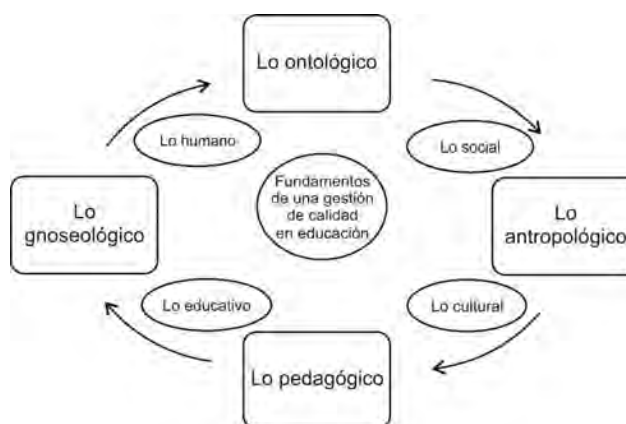 Lo ontológico
Lo humano
Lo social
Fundamentos
de una gestión
de calidad
en educación
Lo
gnoseológico
Lo
antropológico
Lo educativo
Lo cultural
Lo pedagógico